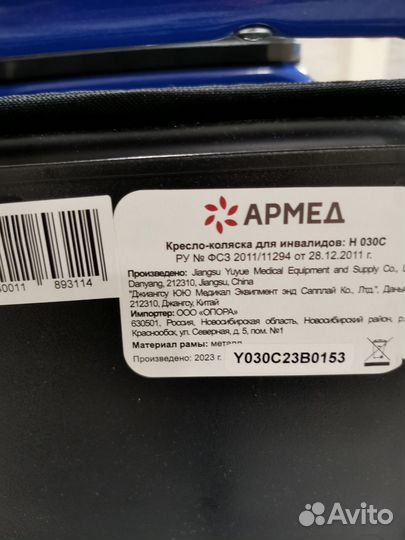 АРМЕД
Кресло-коляска для инвалидов: Н 030С
РУ № ФСЗ 2011/11294 от 28.12.2011 г.
Произведено: Jiangsu Yuyue Medical Equipment and Supply Co., L
Danyang, 212310, Jiangsu, China
"Джиангсу ЮЮ Медикал Эквипмент энд Сапплай Ко., Лтд.", Даньи
212310, Джангсу, Китай
Импортер: ООО «ОПОРА»
630501, Россия, Новосибирская область, Новосибирский район, р.
Краснообск, ул. Северная, д. 5, пом. №1
Материал рамы: металл
Произведено: 2023 г. Y030C23B0153
0011 893114
Avito